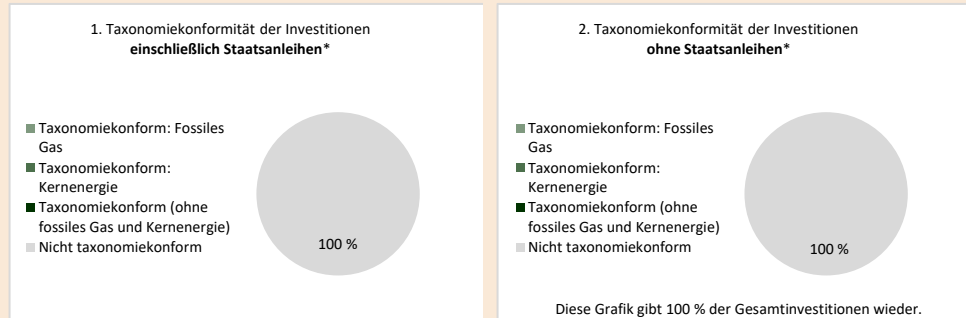 1. Taxonomiekonformität der Investitionen
einschließlich Staatsanleihen*
Taxonomiekonform: Fossiles
Gas
Taxonomiekonform:
Kernenergie
Taxonomiekonform (ohne
fossiles Gas und Kernenergie)
Nicht taxonomiekonform
100 %
2. Taxonomiekonformität der Investitionen
ohne Staatsanleihen*
Taxonomiekonform: Fossiles
Gas
Taxonomiekonform:
Kernenergie
Taxonomiekonform (ohne
fossiles Gas und Kernenergie)
Nicht taxonomiekonform
100 %
Diese Grafik gibt 100 % der Gesamtinvestitionen wieder.